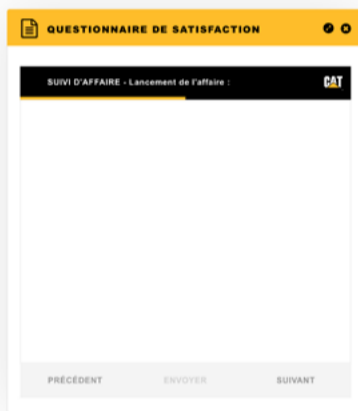 QUESTIONNAIRE DE SATISFACTION
SUIVI D'AFFAIRE - Lancement de l'affaire :
CAT
PRÉCÉDENT
ENVOYER
SUIVANT